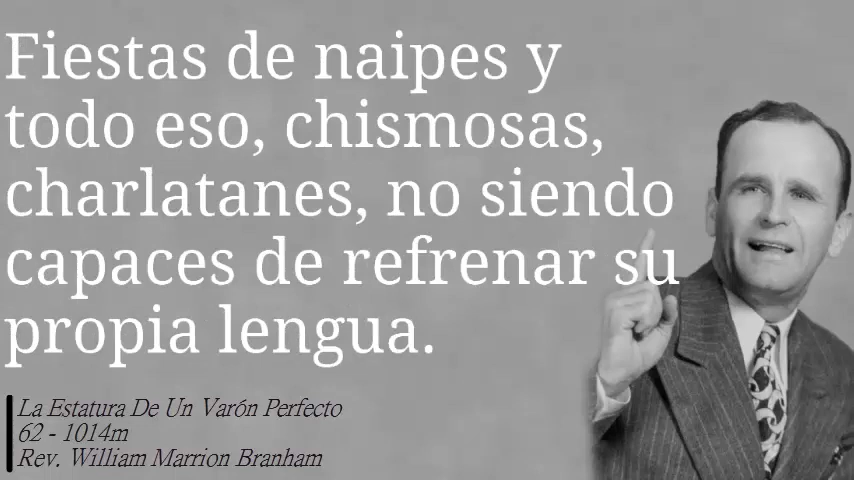 Fiestas de naipes y
todo eso, chismosas,
charlatanes, no siendo
capaces de refrenar su
propia lengua.
La Estatura De Un Varón Perfecto
62 - 1014m
Rev. William Marrion Branham